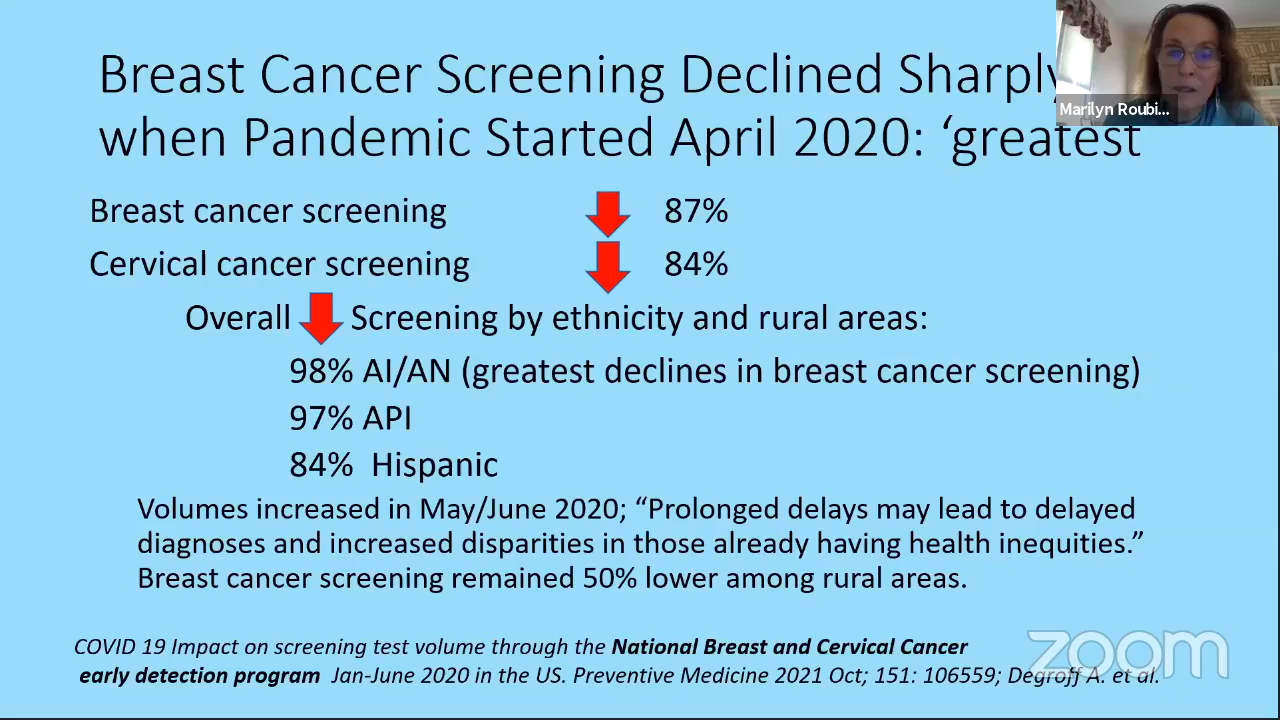 Breast Cancer Screening Declined Sharply
when Pandemic Started April 2020: ‘greatest
Marilyn Roubi...
Breast cancer screening 87%
Cervical cancer screening 84%
Overall Screening by ethnicity and rural areas:
98% AI/AN (greatest declines in breast cancer screening)
97% API
84% Hispanic
Volumes increased in May/June 2020; “Prolonged delays may lead to delayed
diagnoses and increased disparities in those already having health inequities.”
Breast cancer screening remained 50% lower among rural areas.
COVID 19 Impact on screening test volume through the National Breast and Cervical Cancer
early detection program Jan-June 2020 in the US. Preventive Medicine 2021 Oct; 151: 106559; Degroff A. et al.
zoom